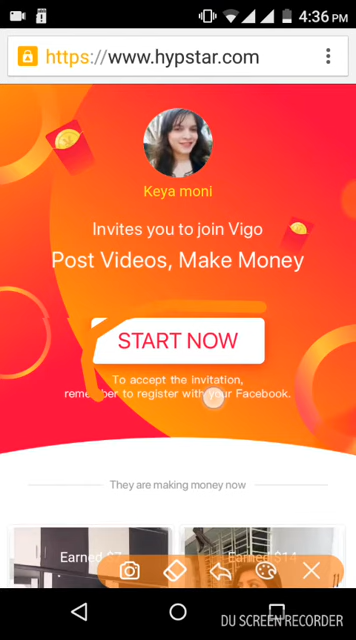 4:36 PM
https://www.hypstar.com
Keya moni
Invites you to join Vigo
Post Videos, Make Money
START NOW
To accept the invitation,
remember to register with your Facebook.
They are making money now
Earned $7
Earned $14
DU SCREEN RECORDER